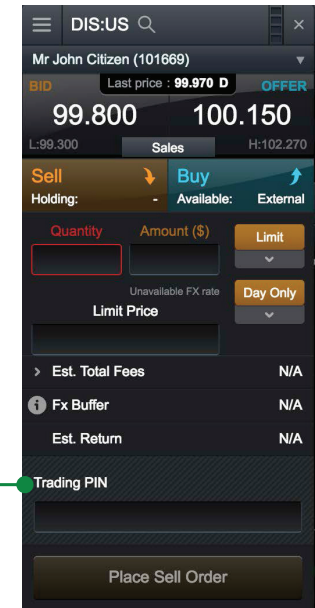 DIS:US
Mr John Citizen (101669)
Last price : 99.970 D
BID OFFER
99.800 100.150
L:99.300 Sales H:102.270
Sell Buy
Holding: - Available: External
Quantity Amount ($) Limit
Unavailable FX rate Day Only
Limit Price
Est. Total Fees N/A
Fx Buffer N/A
Est. Return N/A
Trading PIN
Place Sell Order